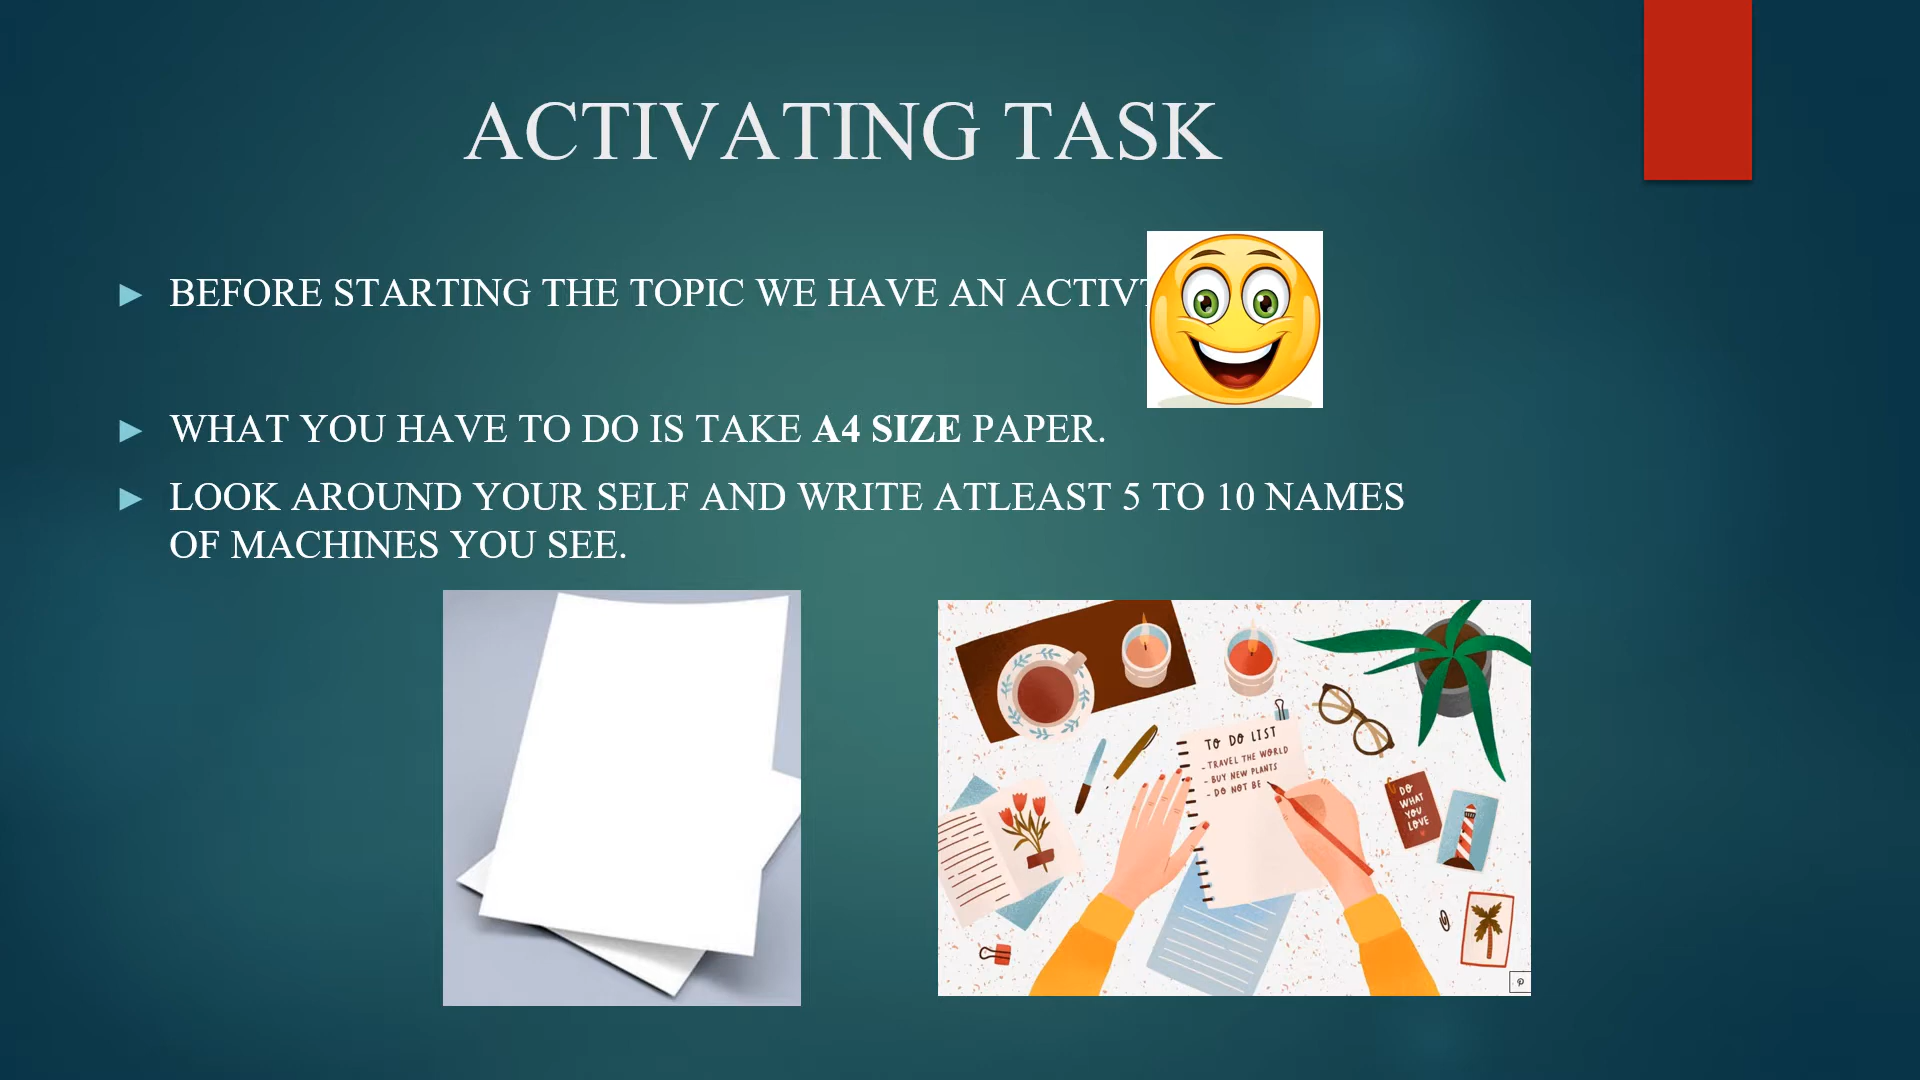 ACTIVATING TASK
BEFORE STARTING THE TOPIC WE HAVE AN
WHAT YOU HAVE TO DO IS TAKE A4 SIZE PAPER.
LOOK AROUND YOUR SELF AND WRITE ATLEAST 5 TO 10 NAMES
OF MACHINES YOU SEE.
TO DO LIST
- TRAVEL THE WORLD
- BUY NEW PLANTS
- DO NOT BE
DO
WHAT
YOU
LOVE